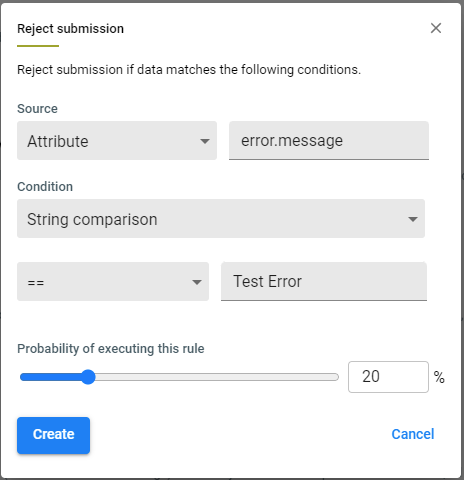 Reject submission
Reject submission if data matches the following conditions.
Source
Attribute error.message
Condition
String comparison
== Test Error
Probability of executing this rule
20 %
Create Cancel